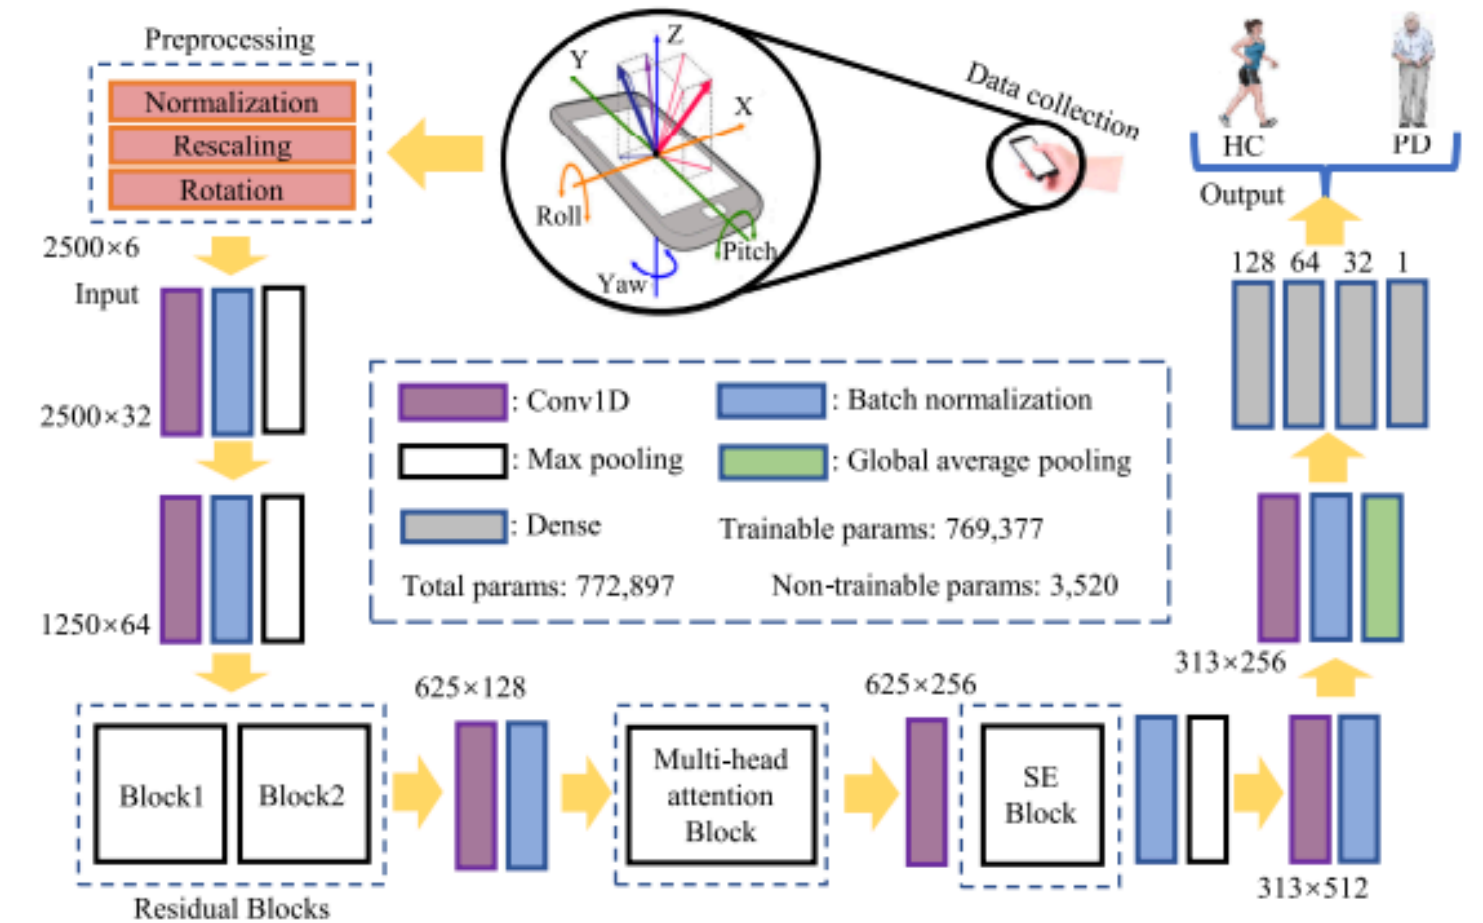 Preprocessing
Normalization
Rescaling
Rotation
Z
Y
X
Roll
Pitch
Yaw
Data collection
HC
PD
Output
2500×6
Input
2500×32
1250×64
128 64 32 1
: Conv1D
: Batch normalization
: Max pooling
: Global average pooling
: Dense
Trainable params: 769,377
Total params: 772,897
Non-trainable params: 3,520
Block1
Block2
Residual Blocks
625×128
Multi-head
attention
Block
625×256
SE
Block
313×512
313×256